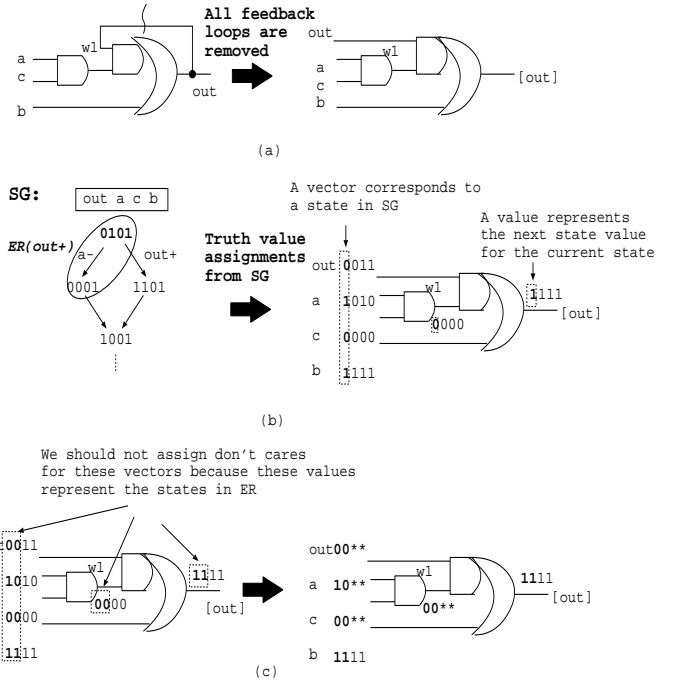 All feedback
loops are
removed
w1
a
c
b
out
out
w1
a
c
b
[out]
(a)
SG:
out a c b
ER(out+)
0101
a-
out+
0001
1101
1001
Truth value
assignments
from SG
A vector corresponds to
a state in SG
A value represents
the next state value
for the current state
out 0011
a 1010
c 0000
b 1111
w1
0000
1111
[out]
(b)
We should not assign don't cares
for these vectors because these values
represent the states in ER
0011
1010
0000
1111
w1
0000
1111
[out]
out00**
a 10**
c 00**
b 1111
w1
00**
1111
[out]
(c)